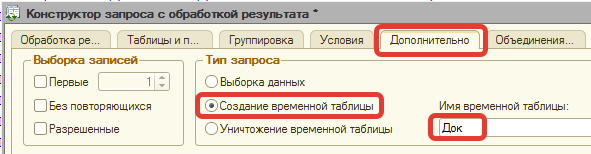 Конструктор запроса с обработкой результата *
Обработка ре... Таблицы и п... Группировка Условия Дополнительно Объединения...
Выборка записей Тип запроса
Первые 1 Выборка данных
Без повторяющихся Создание временной таблицы Имя временной таблицы:
Разрешенные Уничтожение временной таблицы Док